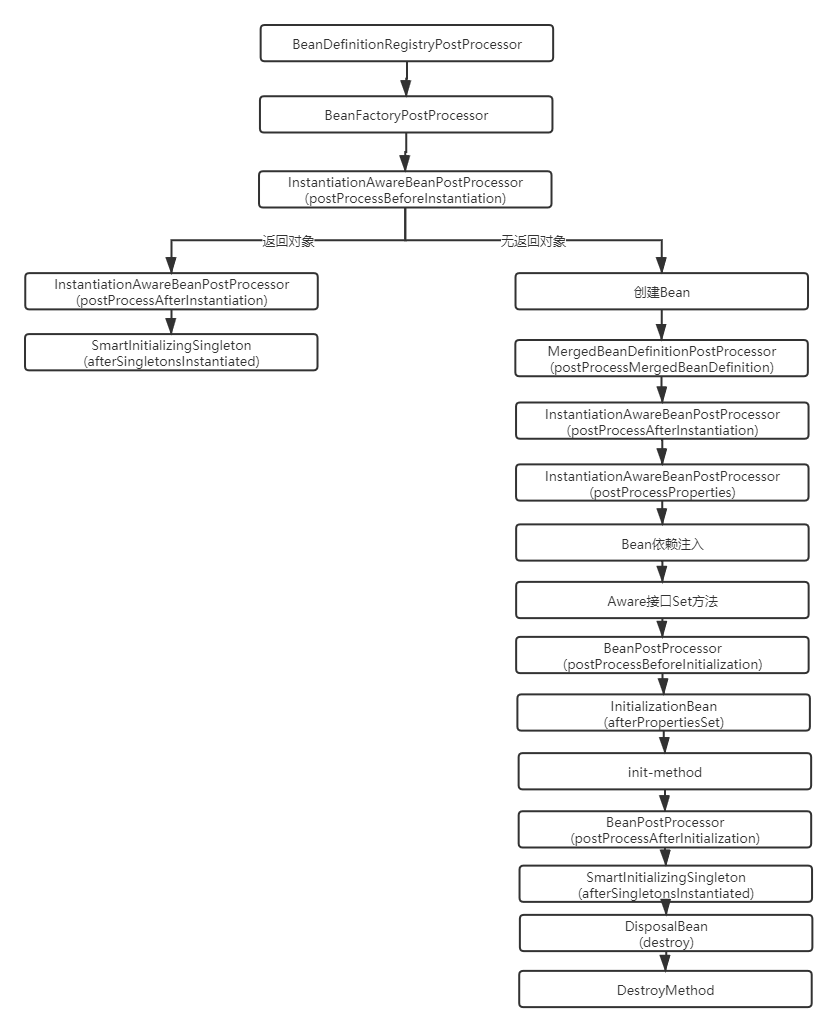 BeanDefinitionRegistryPostProcessor
BeanFactoryPostProcessor
InstantiationAwareBeanPostProcessor
(postProcessBeforeInstantiation)
返回对象
无返回对象
InstantiationAwareBeanPostProcessor
(postProcessAfterInstantiation)
SmartInitializingSingleton
(afterSingletonsInstantiated)
创建Bean
MergedBeanDefinitionPostProcessor
(postProcessMergedBeanDefinition)
InstantiationAwareBeanPostProcessor
(postProcessAfterInstantiation)
InstantiationAwareBeanPostProcessor
(postProcessProperties)
Bean依赖注入
Aware接口Set方法
BeanPostProcessor
(postProcessBeforeInitialization)
InitializationBean
(afterPropertiesSet)
init-method
BeanPostProcessor
(postProcessAfterInitialization)
SmartInitializingSingleton
(afterSingletonsInstantiated)
DisposalBean
(destroy)
DestroyMethod